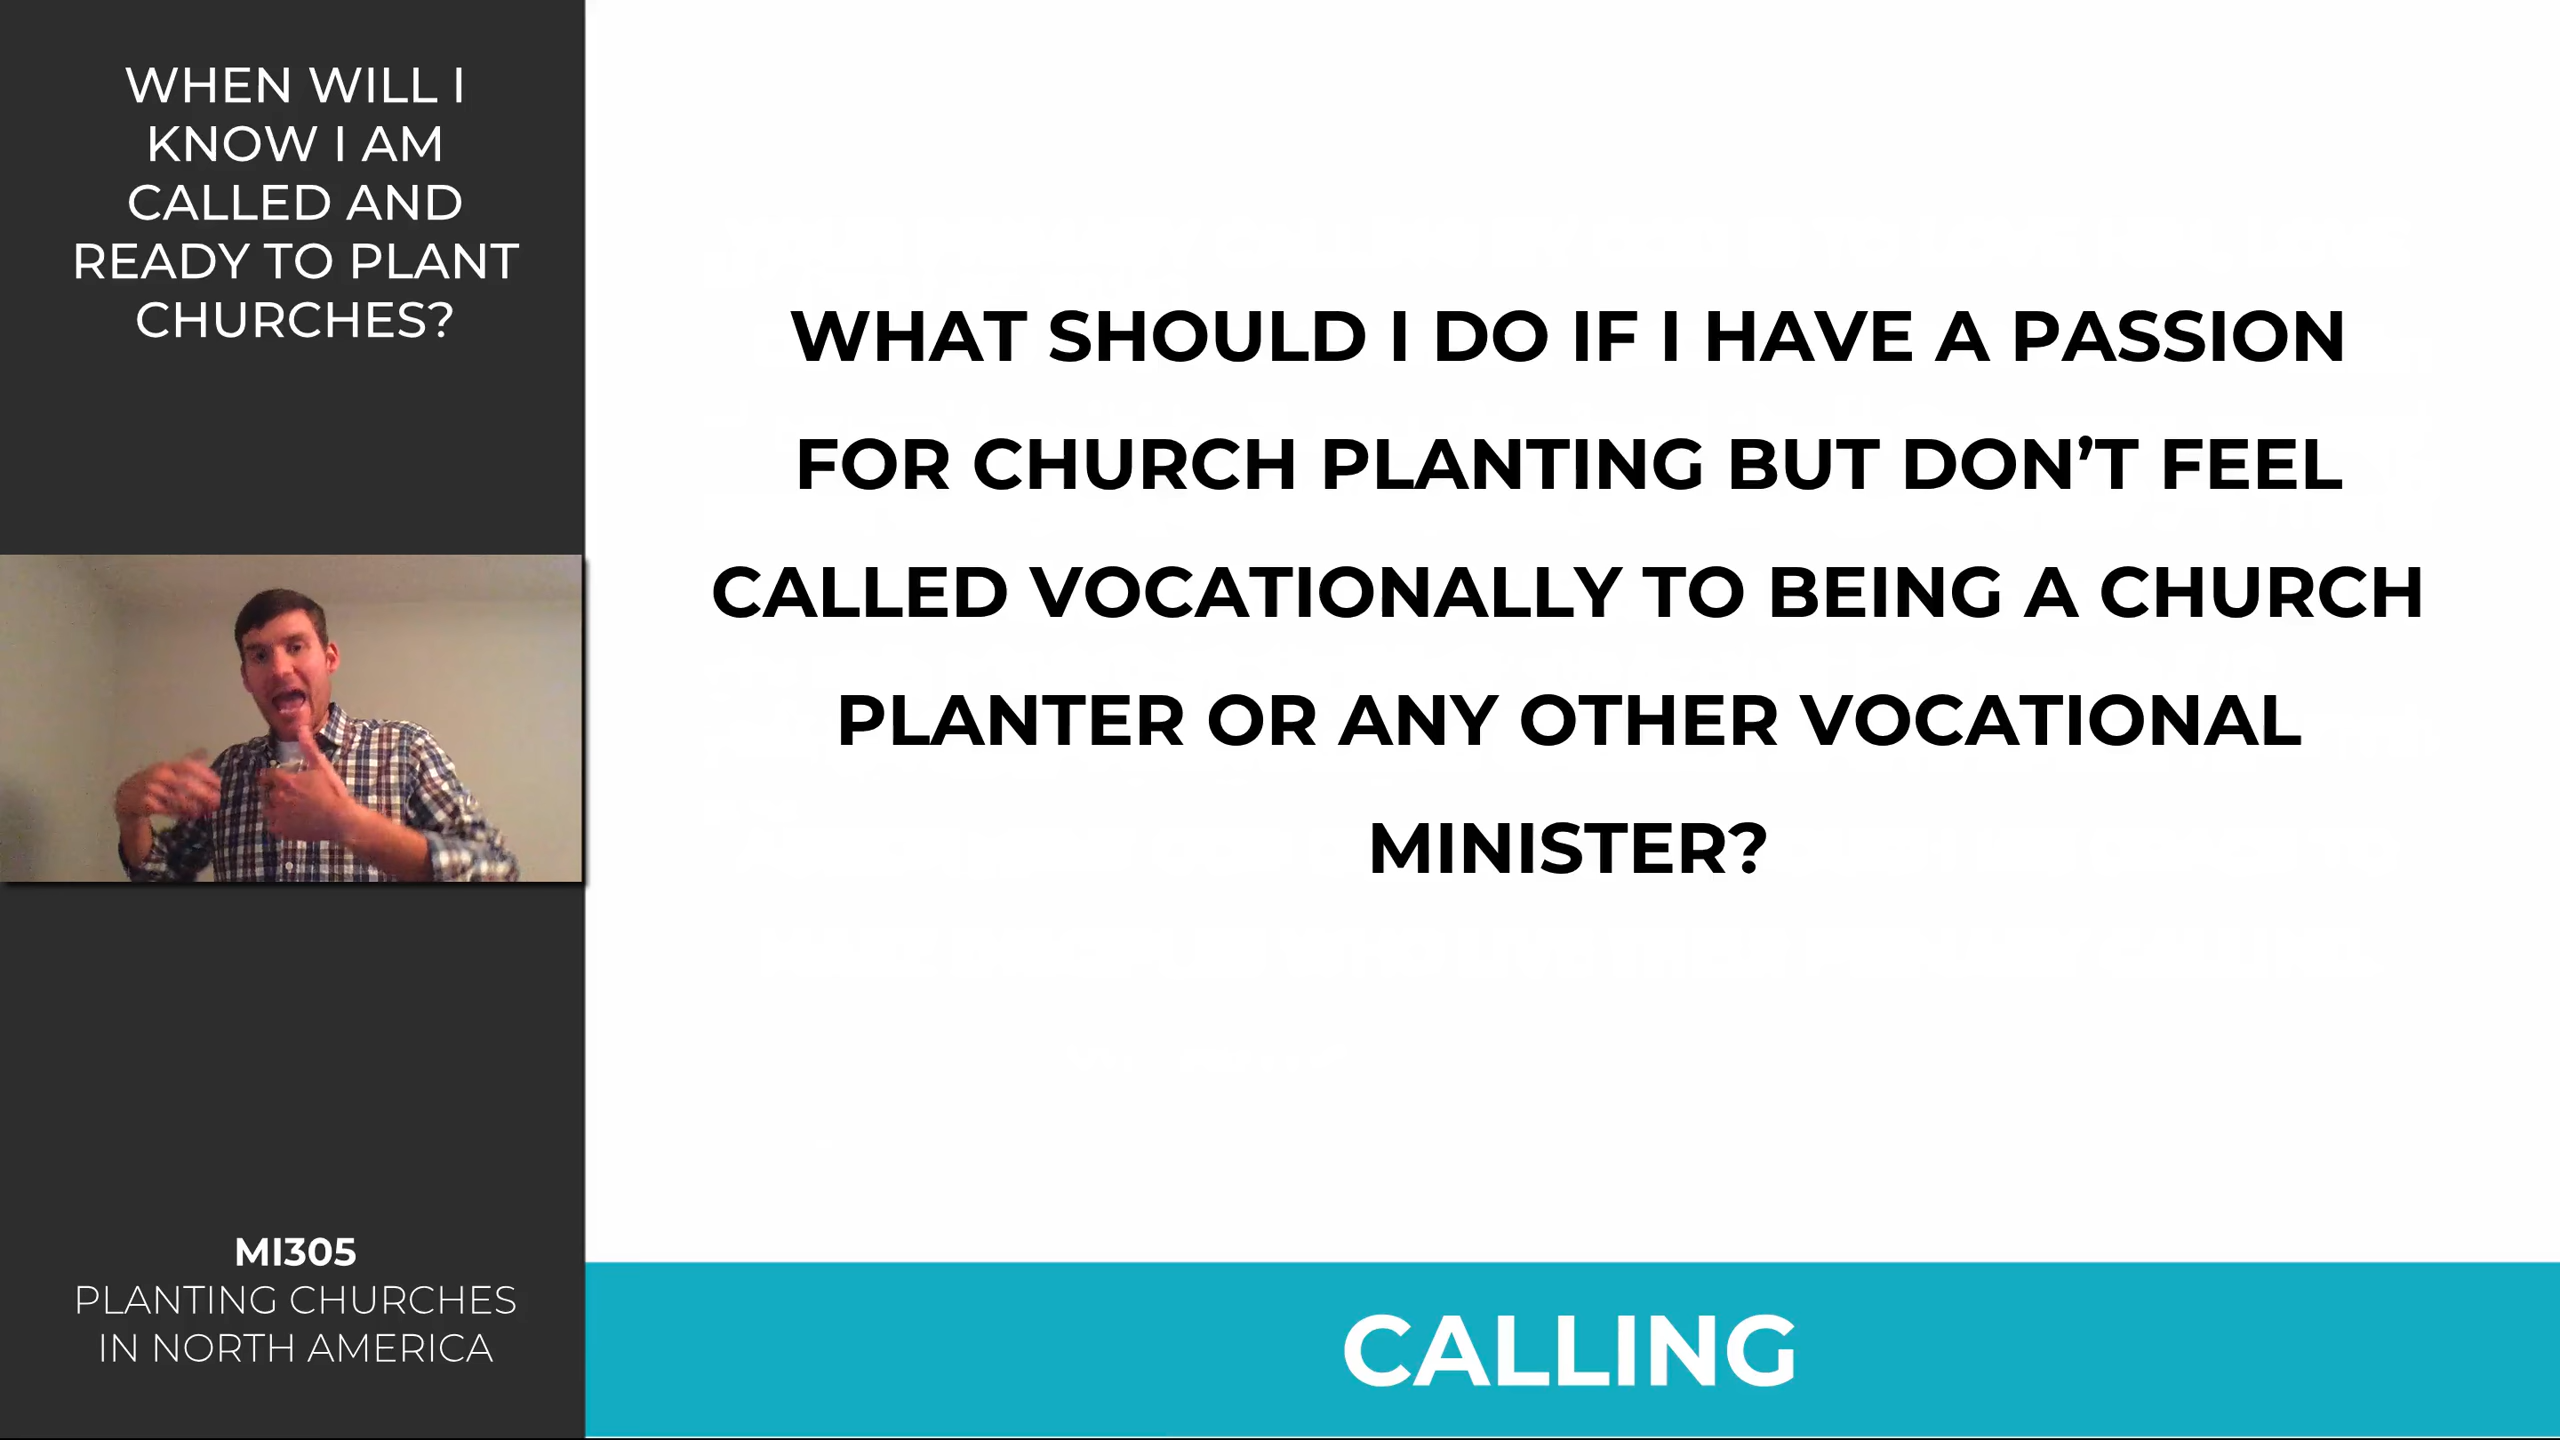 WHEN WILL I
KNOW I AM
CALLED AND
READY TO PLANT
CHURCHES?
WHAT SHOULD I DO IF I HAVE A PASSION
FOR CHURCH PLANTING BUT DON’T FEEL
CALLED VOCATIONALLY TO BEING A CHURCH
PLANTER OR ANY OTHER VOCATIONAL
MINISTER?
MI305
PLANTING CHURCHES
IN NORTH AMERICA
CALLING